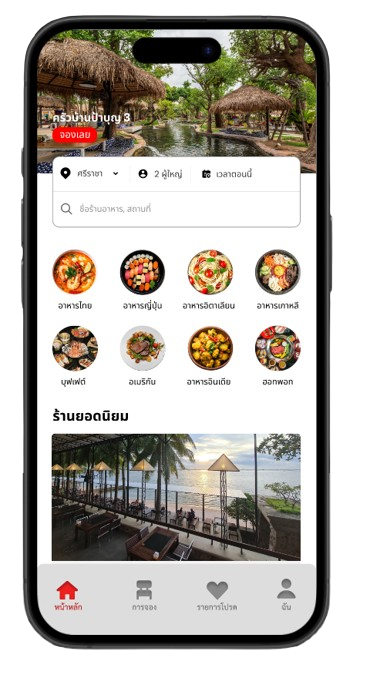 ครัวบ้านป้าบุญ 3
จองเลย
ศรีราชา 2 ผู้ใหญ่ เวลาตอนนี้
ชื่อร้านอาหาร, สถานที่
อาหารไทย อาหารญี่ปุ่น อาหารอิตาเลียน อาหารเกาหลี
บุฟเฟ่ต์ อเมริกัน อาหารอินเดีย ฮอทพอท
ร้านยอดนิยม
หน้าหลัก การจอง รายการโปรด ฉัน